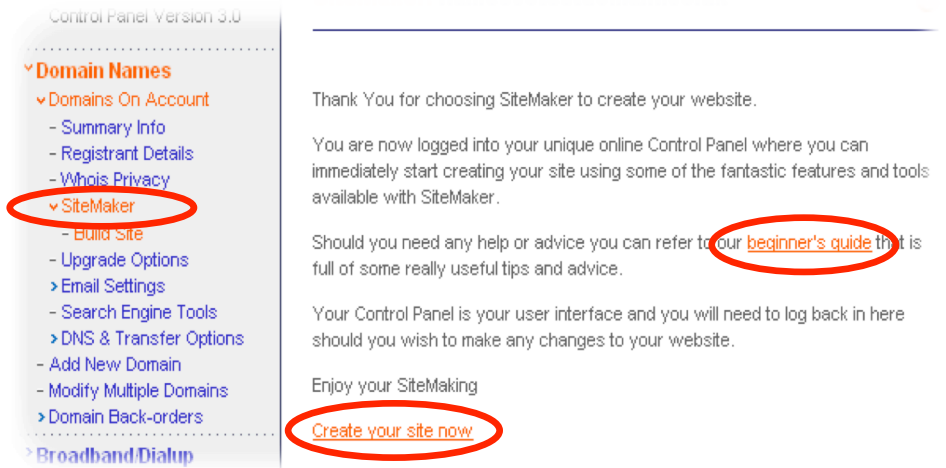 Control Panel Version 3.0
Domain Names
Domains On Account
- Summary Info
- Registrant Details
- Whois Privacy
SiteMaker
- Build Site
- Upgrade Options
Email Settings
- Search Engine Tools
DNS & Transfer Options
- Add New Domain
- Modify Multiple Domains
Domain Back-orders
Broadband/Dialup
Thank You for choosing SiteMaker to create your website.
You are now logged into your unique online Control Panel where you can
immediately start creating your site using some of the fantastic features and tools
available with SiteMaker.
Should you need any help or advice you can refer to our beginner's guide that is
full of some really useful tips and advice.
Your Control Panel is your user interface and you will need to log back in here
should you wish to make any changes to your website.
Enjoy your SiteMaking
Create your site now